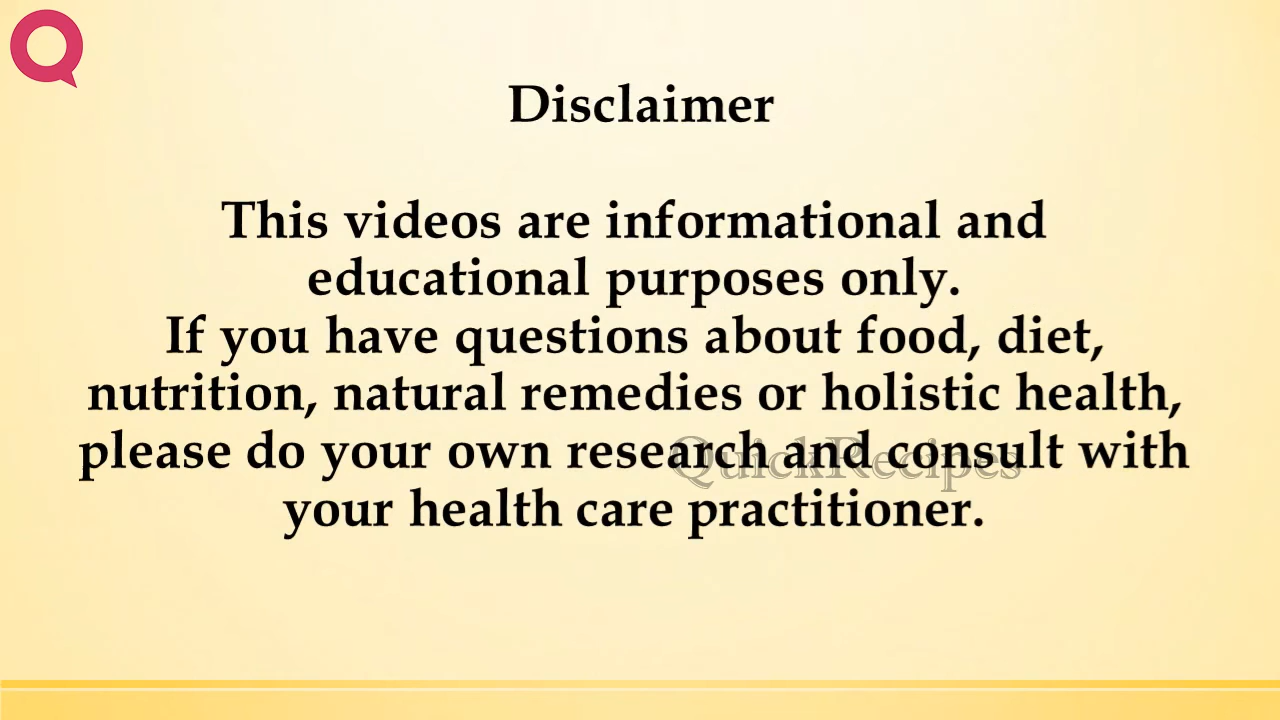 Disclaimer
This videos are informational and
educational purposes only.
If you have questions about food, diet,
nutrition, natural remedies or holistic health,
please do your own research and consult with
QuickRecipes
your health care practitioner.